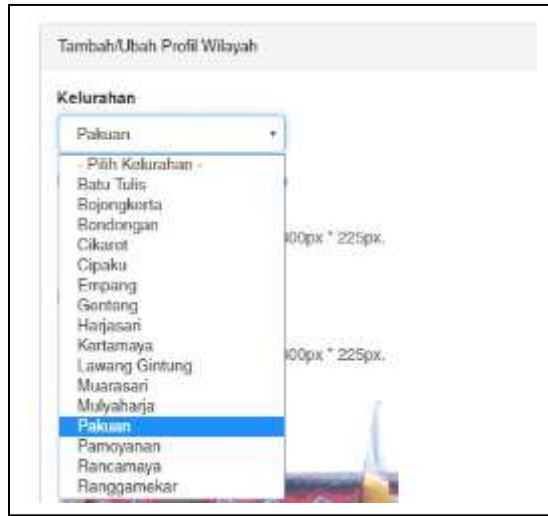 Tambah/Ubah Profil Wilayah
Kelurahan
Pakuan
- Pilih Kelurahan -
Batu Tulis
Bojongkerta
Bondongan
Cikaret
00px * 225px.
Cipaku
Empang
Genteng
Harjasari
Kertamaya
00px * 225px.
Lawang Gintung
Muarasari
Mulyaharja
Pakuan
Pamoyanan
Rancamaya
Ranggamekar